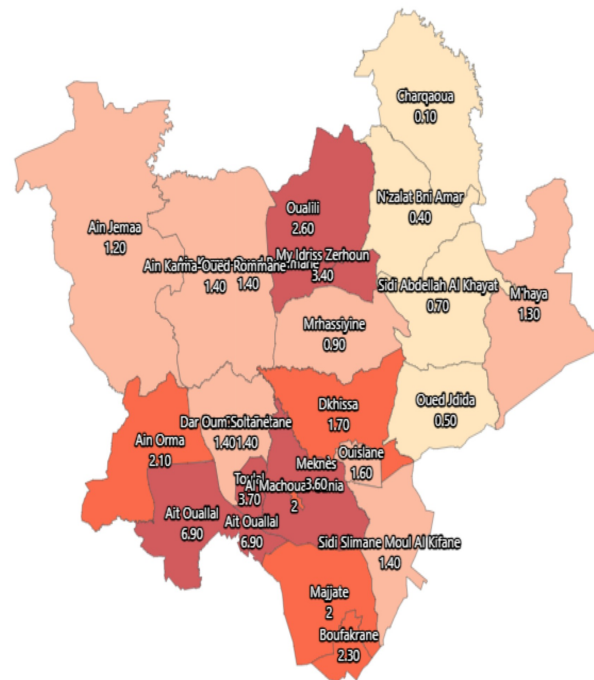 Charqaoua
0.10
N'zalat Bni Amar
0.40
Oualili
2.60
Ain Jemaa
1.20
My Idriss Zerhoun
3.40
Ain Karma-Oued Rommane
1.40
1.40
Sidi Abdellah Al Khayat
0.70
M'haya
1.30
Mrhassiyine
0.90
Oued Jdida
0.50
Dkhissa
1.70
Dar Oum Soltane
1.40
1.40
Ain Orma
2.10
Ouislane
1.60
Meknès
3.60
3.70
2
Ait Ouallal
6.90
Ait Ouallal
6.90
Sidi Slimane Moul Al Kifane
1.40
Majjate
2
Boufakrane
2.30